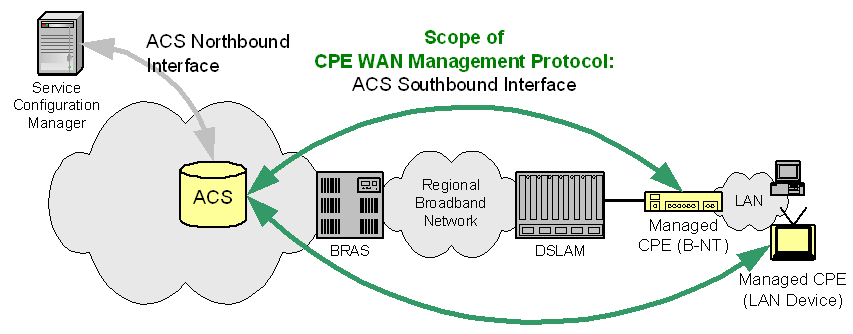 ACS Northbound
Interface
Scope of
CPE WAN Management Protocol:
ACS Southbound Interface
Service
Configuration
Manager
ACS
Regional
Broadband
Network
BRAS
DSLAM
LAN
Managed
CPE (B-NT)
Managed CPE
(LAN Device)